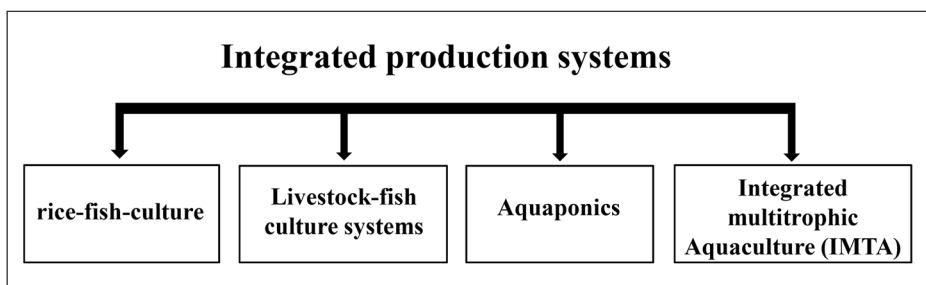 Integrated production systems
rice-fish-culture
Livestock-fish
culture systems
Aquaponics
Integrated
multitrophic
Aquaculture (IMTA)